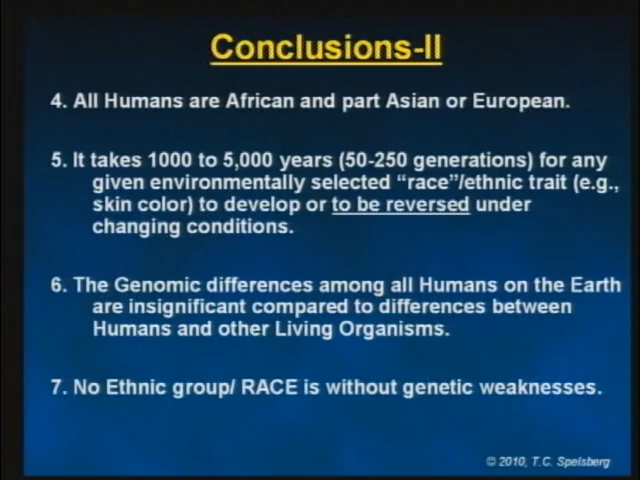 Conclusions-II
4. All Humans are African and part Asian or European.
5. It takes 1000 to 5,000 years (50-250 generations) for any
given environmentally selected “race”/ethnic trait (e.g.,
skin color) to develop or to be reversed under
changing conditions.
6. The Genomic differences among all Humans on the Earth
are insignificant compared to differences between
Humans and other Living Organisms.
7. No Ethnic group/ RACE is without genetic weaknesses.
© 2010, T.C. Spelsberg